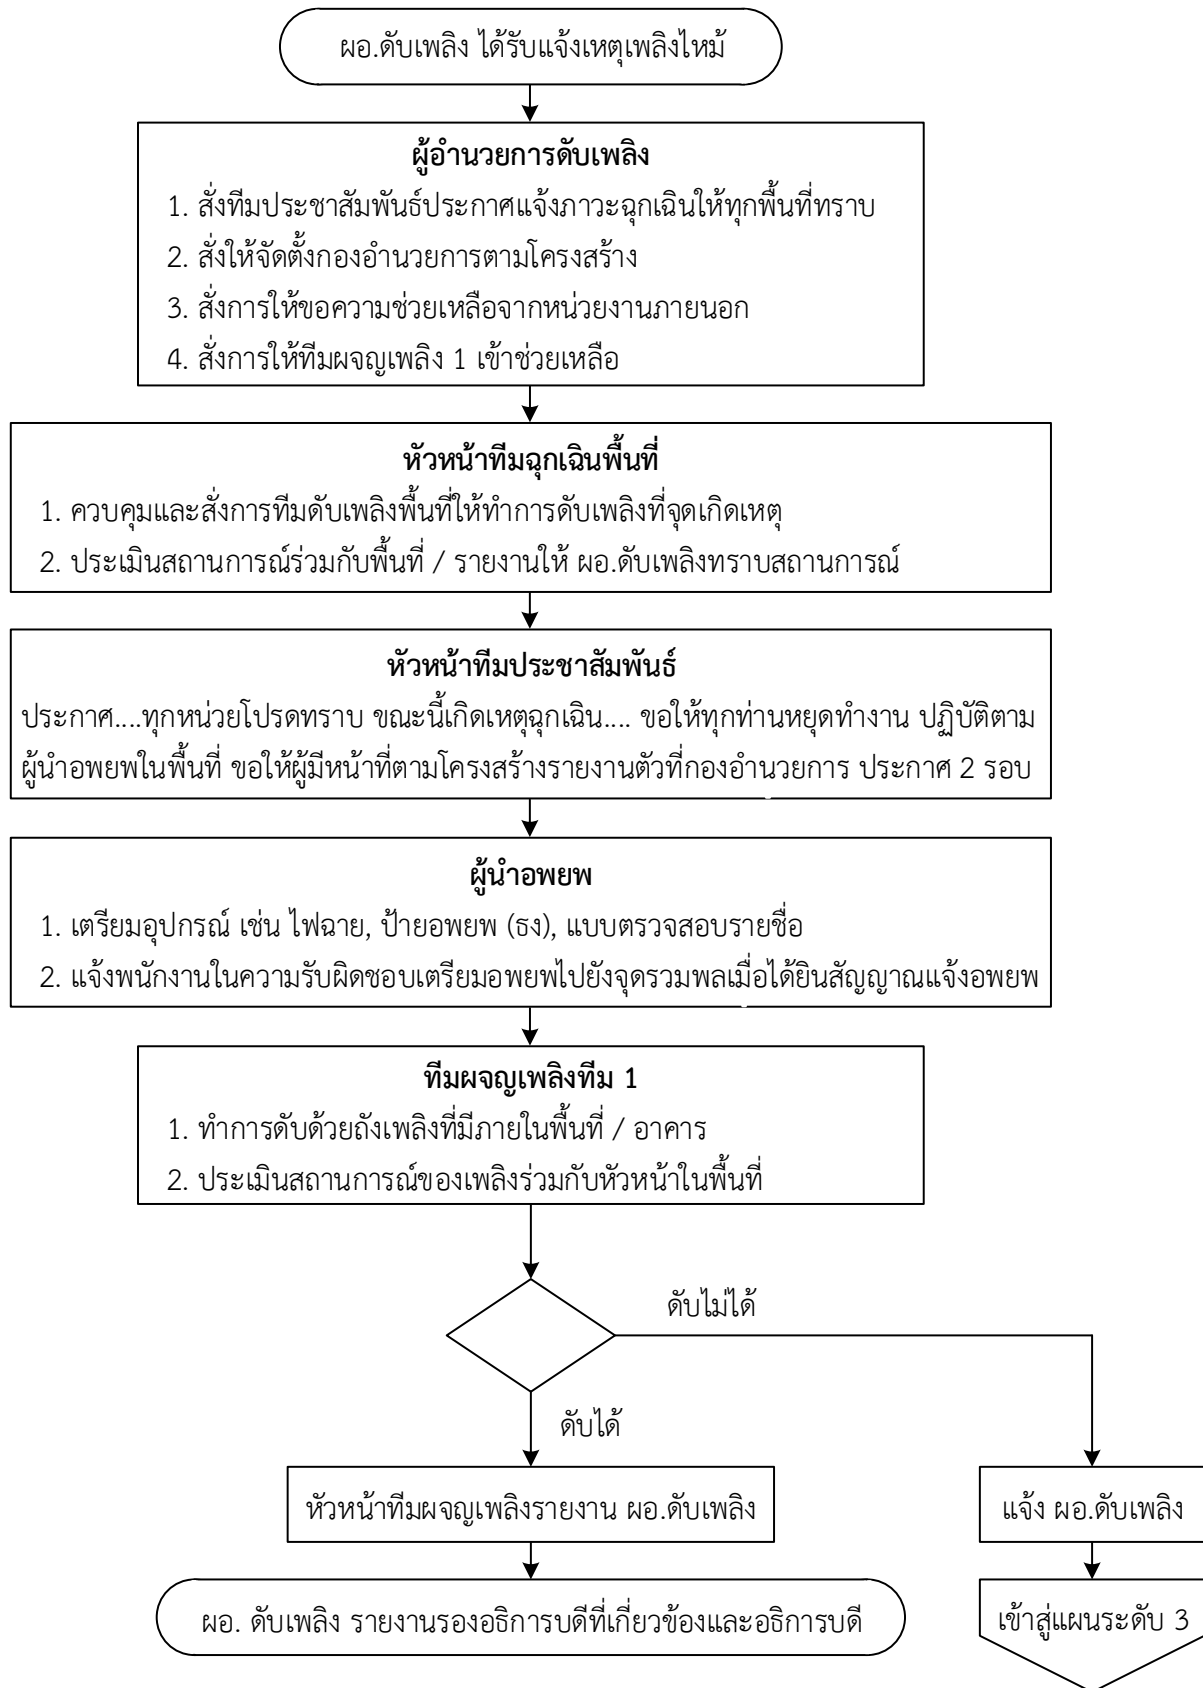 ผอ.ดับเพลิง ได้รับแจ้งเหตุเพลิงไหม้
ผู้อำนวยการดับเพลิง
1. สั่งทีมประชาสัมพันธ์ประกาศแจ้งภาวะฉุกเฉินให้ทุกพื้นที่ทราบ
2. สั่งให้จัดตั้งกองอำนวยการตามโครงสร้าง
3. สั่งการให้ขอความช่วยเหลือจากหน่วยงานภายนอก
4. สั่งการให้ทีมผจญเพลิง 1 เข้าช่วยเหลือ
หัวหน้าทีมฉุกเฉินพื้นที่
1. ควบคุมและสั่งการทีมดับเพลิงพื้นที่ให้ทำการดับเพลิงที่จุดเกิดเหตุ
2. ประเมินสถานการณ์ร่วมกับพื้นที่ / รายงานให้ ผอ.ดับเพลิงทราบสถานการณ์
หัวหน้าทีมประชาสัมพันธ์
ประกาศ....ทุกหน่วยโปรดทราบ ขณะนี้เกิดเหตุฉุกเฉิน.... ขอให้ทุกท่านหยุดทำงาน ปฏิบัติตาม
ผู้นำอพยพในพื้นที่ ขอให้ผู้มีหน้าที่ตามโครงสร้างรายงานตัวที่กองอำนวยการ ประกาศ 2 รอบ
ผู้นำอพยพ
1. เตรียมอุปกรณ์ เช่น ไฟฉาย, ป้ายอพยพ (ธง), แบบตรวจสอบรายชื่อ
2. แจ้งพนักงานในความรับผิดชอบเตรียมอพยพไปยังจุดรวมพลเมื่อได้ยินสัญญาณแจ้งอพยพ
ทีมผจญเพลิงทีม 1
1. ทำการดับด้วยถังเพลิงที่มีภายในพื้นที่ / อาคาร
2. ประเมินสถานการณ์ของเพลิงร่วมกับหัวหน้าในพื้นที่
ดับไม่ได้
ดับได้
หัวหน้าทีมผจญเพลิงรายงาน ผอ.ดับเพลิง
แจ้ง ผอ.ดับเพลิง
ผอ. ดับเพลิง รายงานรองอธิการบดีที่เกี่ยวข้องและอธิการบดี
เข้าสู่แผนระดับ 3